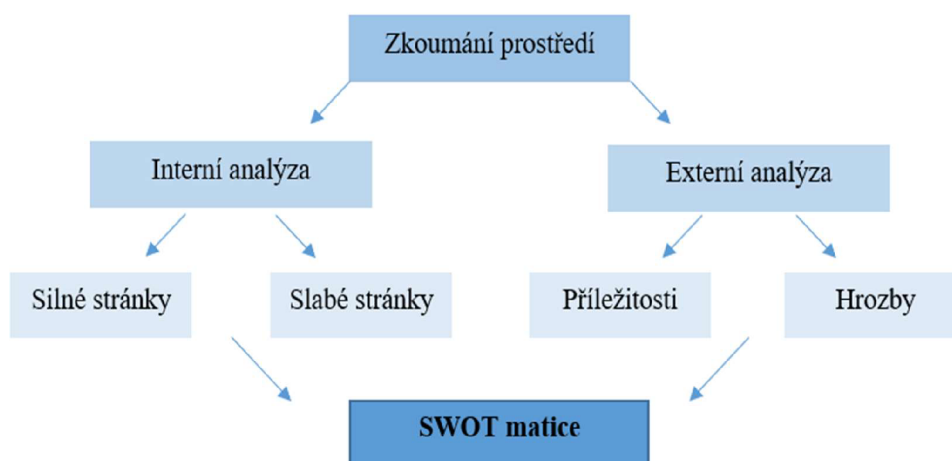 Zkoumání prostředí
Interní analýza
Externí analýza
Silné stránky
Slabé stránky
Příležitosti
Hrozby
SWOT matice